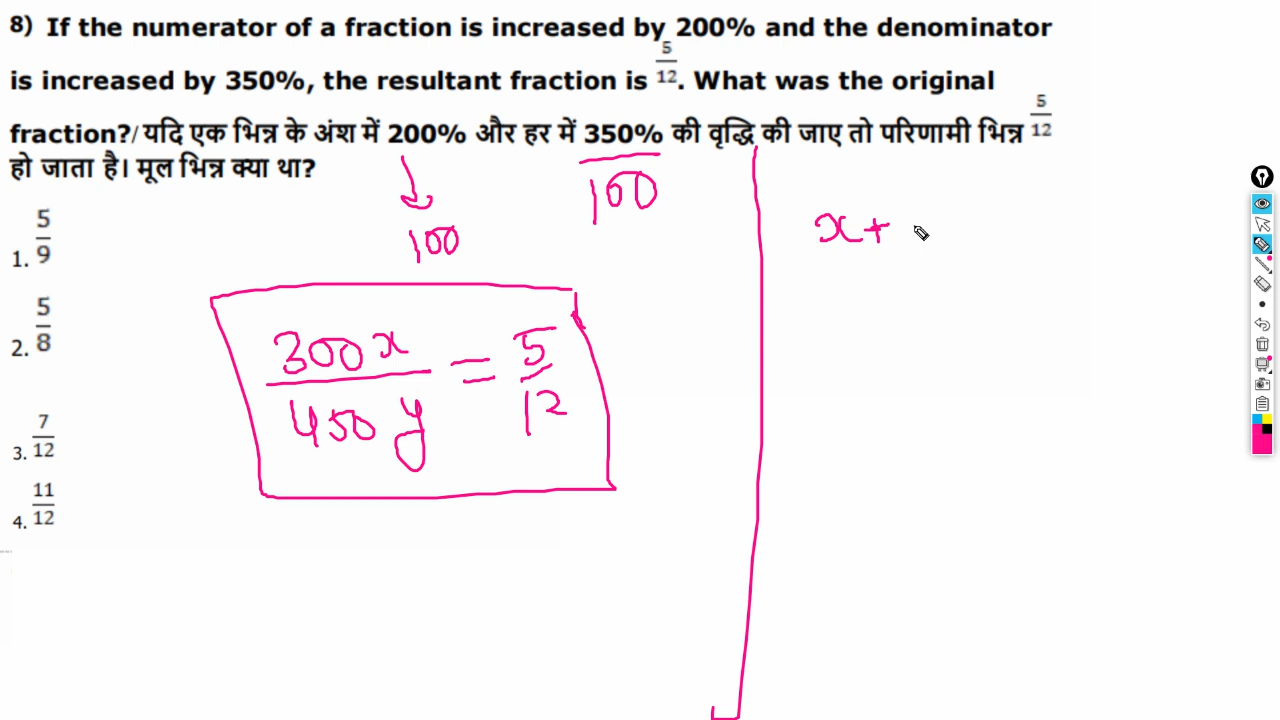 8) If the numerator of a fraction is increased by 200% and the denominator
is increased by 350%, the resultant fraction is 5/12. What was the original
fraction?/यदि एक भिन्न के अंश में 200% और हर में 350% की वृद्धि की जाए तो परिणामी भिन्न 5/12
हो जाता है। मूल भिन्न क्या था?
100
100
x +
1. 5/9
2. 5/8
300x/450y = 5/12
3. 7/12
4. 11/12